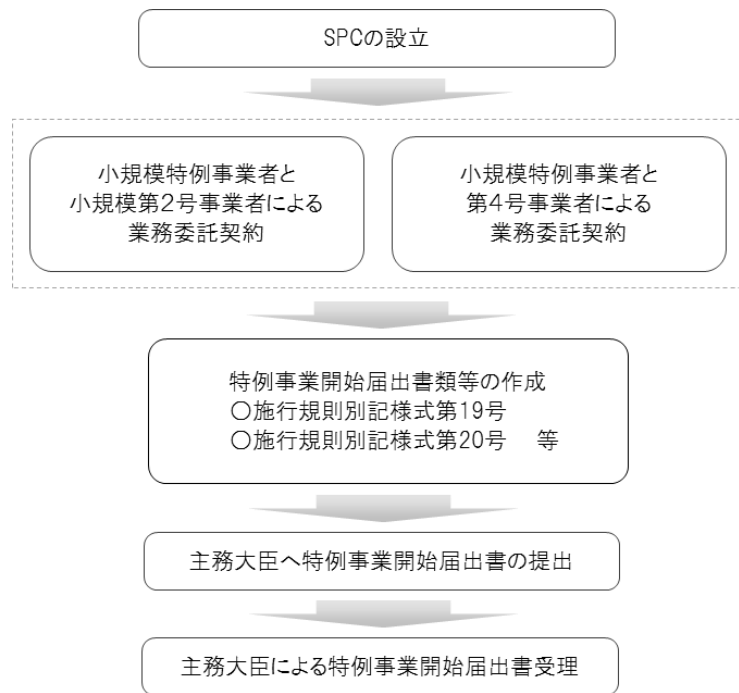 SPCの設立
小規模特例事業者と
小規模第2号事業者による
業務委託契約
小規模特例事業者と
第4号事業者による
業務委託契約
特例事業開始届出書類等の作成
〇施行規則別記様式第19号
〇施行規則別記様式第20号　等
主務大臣へ特例事業開始届出書の提出
主務大臣による特例事業開始届出書受理